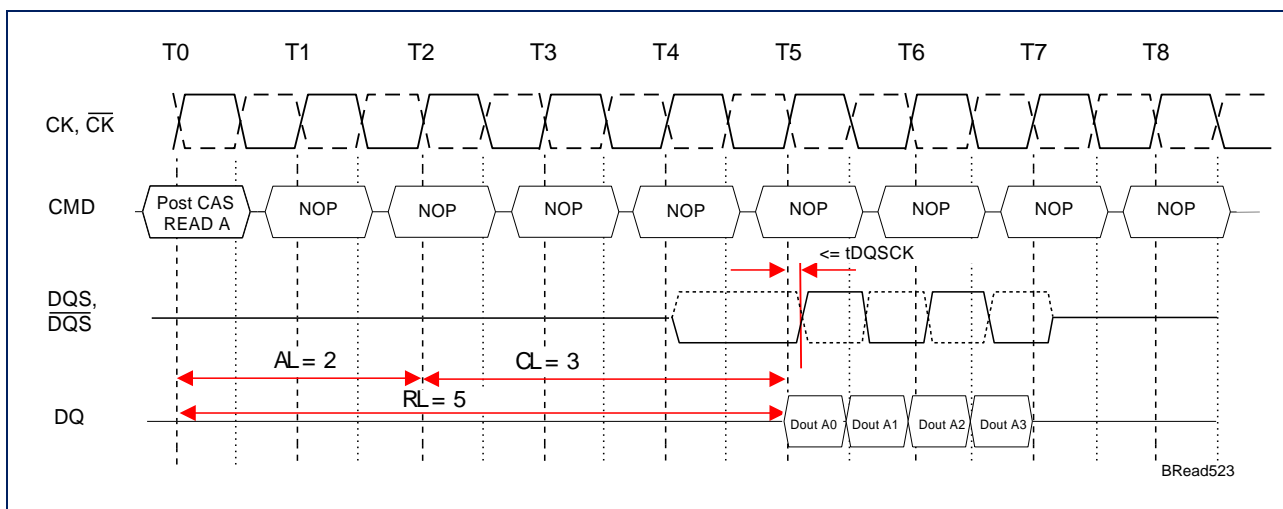 T0 T1 T2 T3 T4 T5 T6 T7 T8
CK, CK
CMD
Post CAS
READ A
NOP NOP NOP NOP NOP NOP NOP NOP
<= tDQSCK
DQS,
DQS
AL = 2
CL = 3
RL = 5
DQ
Dout A0 Dout A1 Dout A2 Dout A3
BRead523